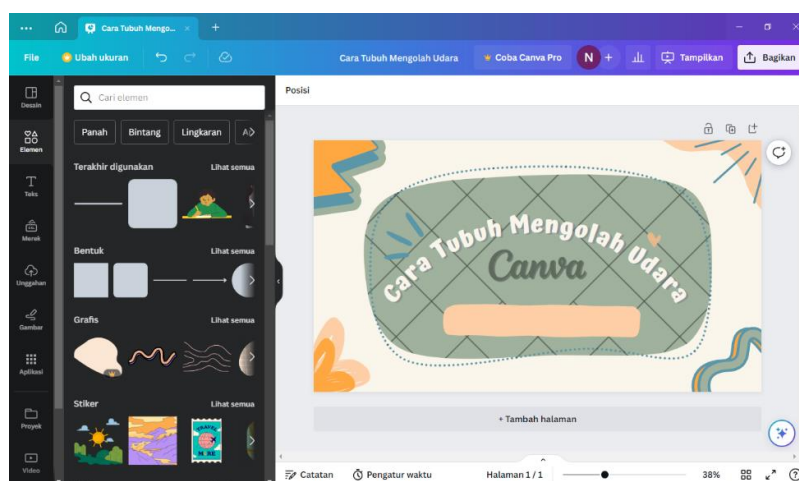 Cara Tubuh Mengo...
File
Ubah ukuran
Cara Tubuh Mengolah Udara
Coba Canva Pro
N
Tampilkan
Bagikan
Desain
Elemen
Teks
Merek
Unggahan
Gambar
Aplikasi
Proyek
Video
Cari elemen
Panah
Bintang
Lingkaran
Terakhir digunakan
Lihat semua
Bentuk
Lihat semua
Grafis
Lihat semua
Stiker
Lihat semua
TRAVEL
MORE
Posisi
Cara Tubuh Mengolah Udara
Canva
+ Tambah halaman
Catatan
Pengatur waktu
Halaman 1 / 1
38%